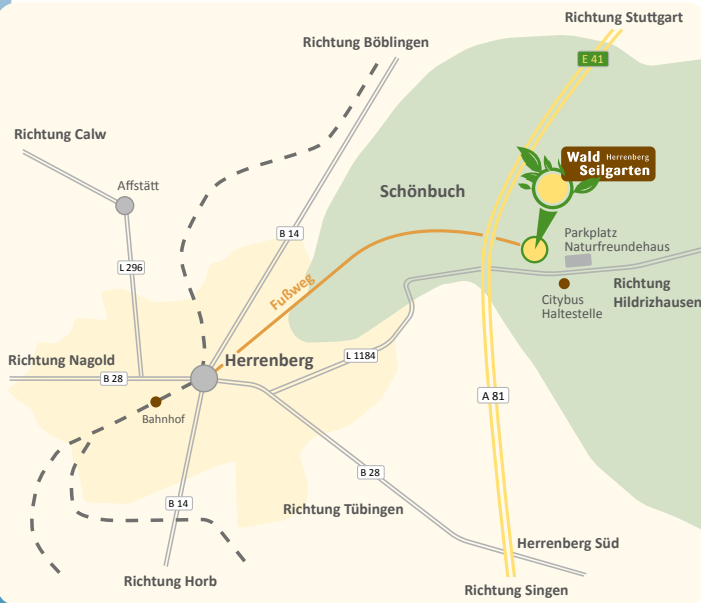 Richtung Stuttgart
Richtung Böblingen
E 41
Richtung Calw
Wald Herrenberg
Seilgarten
Affstätt
Schönbuch
B 14
Parkplatz
Naturfreundehaus
L 296
Fußweg
Richtung
Hildrizhausen
Citybus
Haltestelle
Richtung Nagold
Herrenberg
L 1184
B 28
A 81
Bahnhof
B 28
B 14
Richtung Tübingen
Herrenberg Süd
Richtung Horb
Richtung Singen